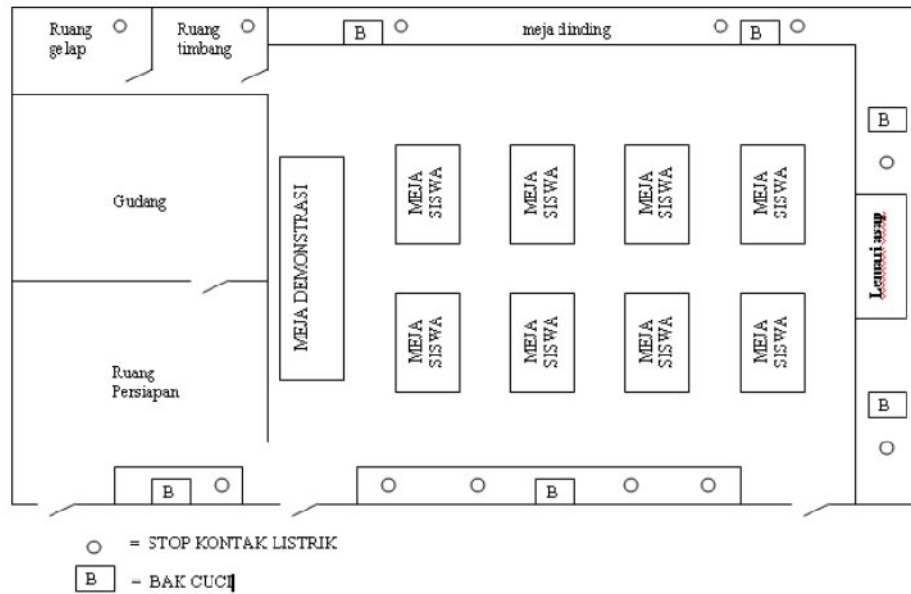 Ruang
gelap
Ruang
timbang
B
meja dinding
B
B
Gudang
MEJA DEMONSTRASI
MEJA
SISWA
MEJA
SISWA
MEJA
SISWA
MEJA
SISWA
Lemari asap
MEJA
SISWA
MEJA
SISWA
MEJA
SISWA
MEJA
SISWA
Ruang
Persiapan
B
B
B
= STOP KONTAK LISTRIK
B = BAK CUCI